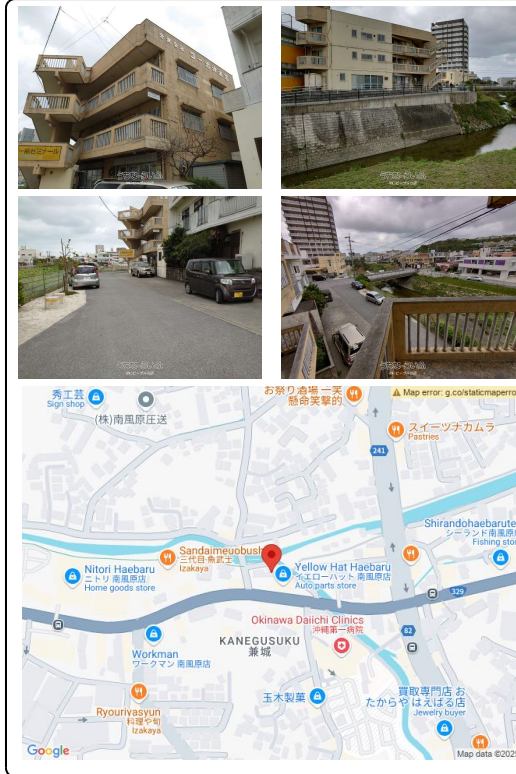 秀工芸
Sign shop
(株)南風原圧送
お祭り酒場 一笑
懸命笑撃的
Map error: g.co/staticmaperro
スイーツナカムラ
Pastries
241
Shirandohaebarute
シーランド南風原
Fishing stor
Sandaimeuobush
三代目 魚武士
Izakaya
Nitori Haebaru
ニトリ 南風原店
Home goods store
Yellow Hat Haebaru
イエローハット 南風原店
Auto parts store
329
Okinawa Daiichi Clinics
沖縄第一病院
82
KANEGUSUKU
兼城
Workman
ワークマン 南風原店
Ryourivasyun
料理や旬
Izakaya
玉木製菓
買取専門店 お
たからや はえばる店
Jewelry buyer
Google
Map data ©2025